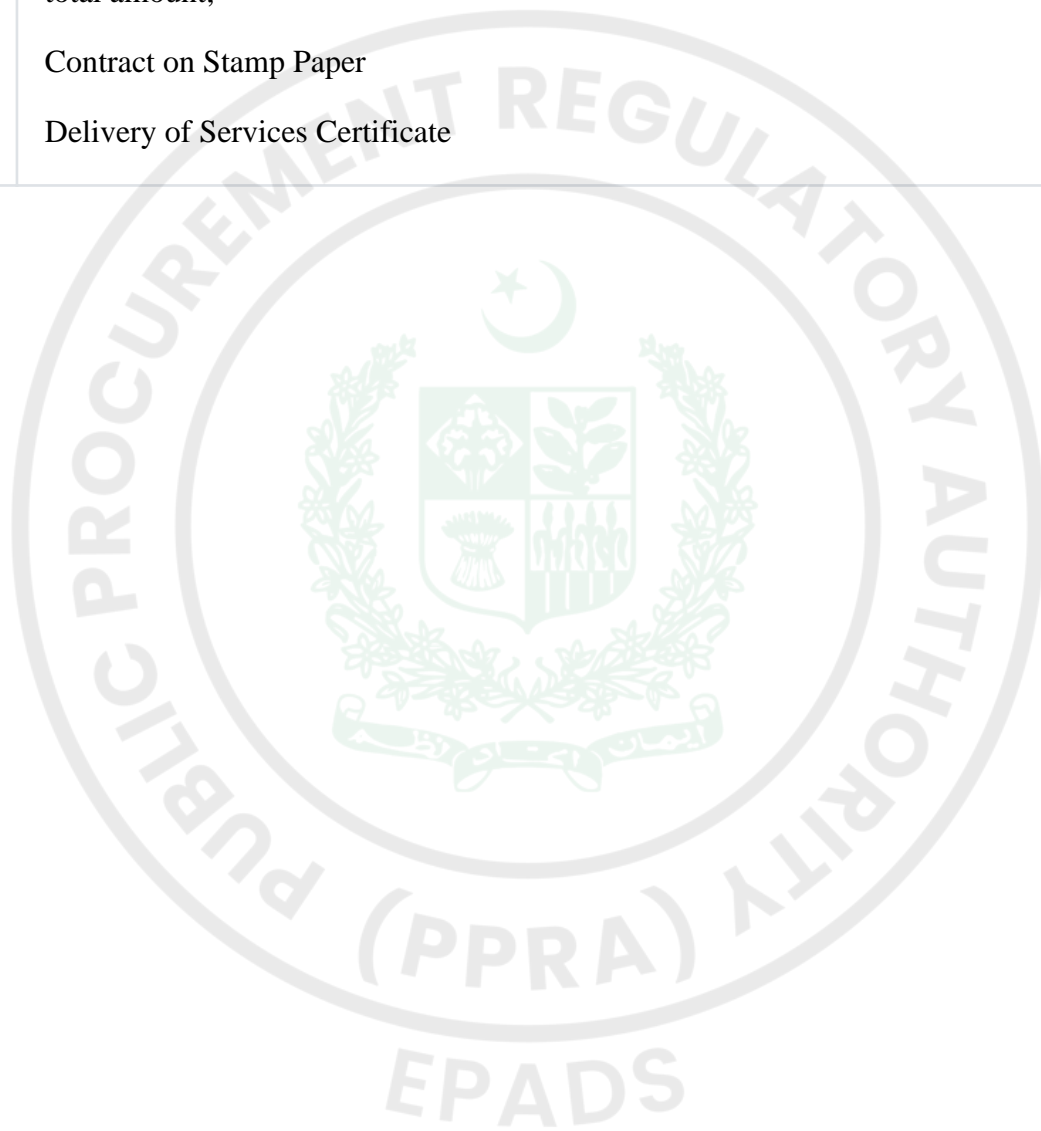 total amount,
Contract on Stamp Paper
Delivery of Services Certificate
PUBLIC PROCUREMENT REGULATORY AUTHORITY
(PPRA)
EPADS